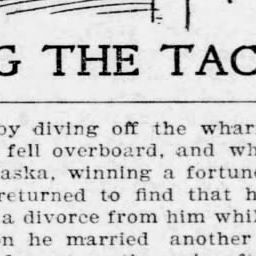 G THE TAC
by diving off the whar
fell overboard, and wh
aska, winning a fortun
returned to find that h
a divorce from him whil
n he married another